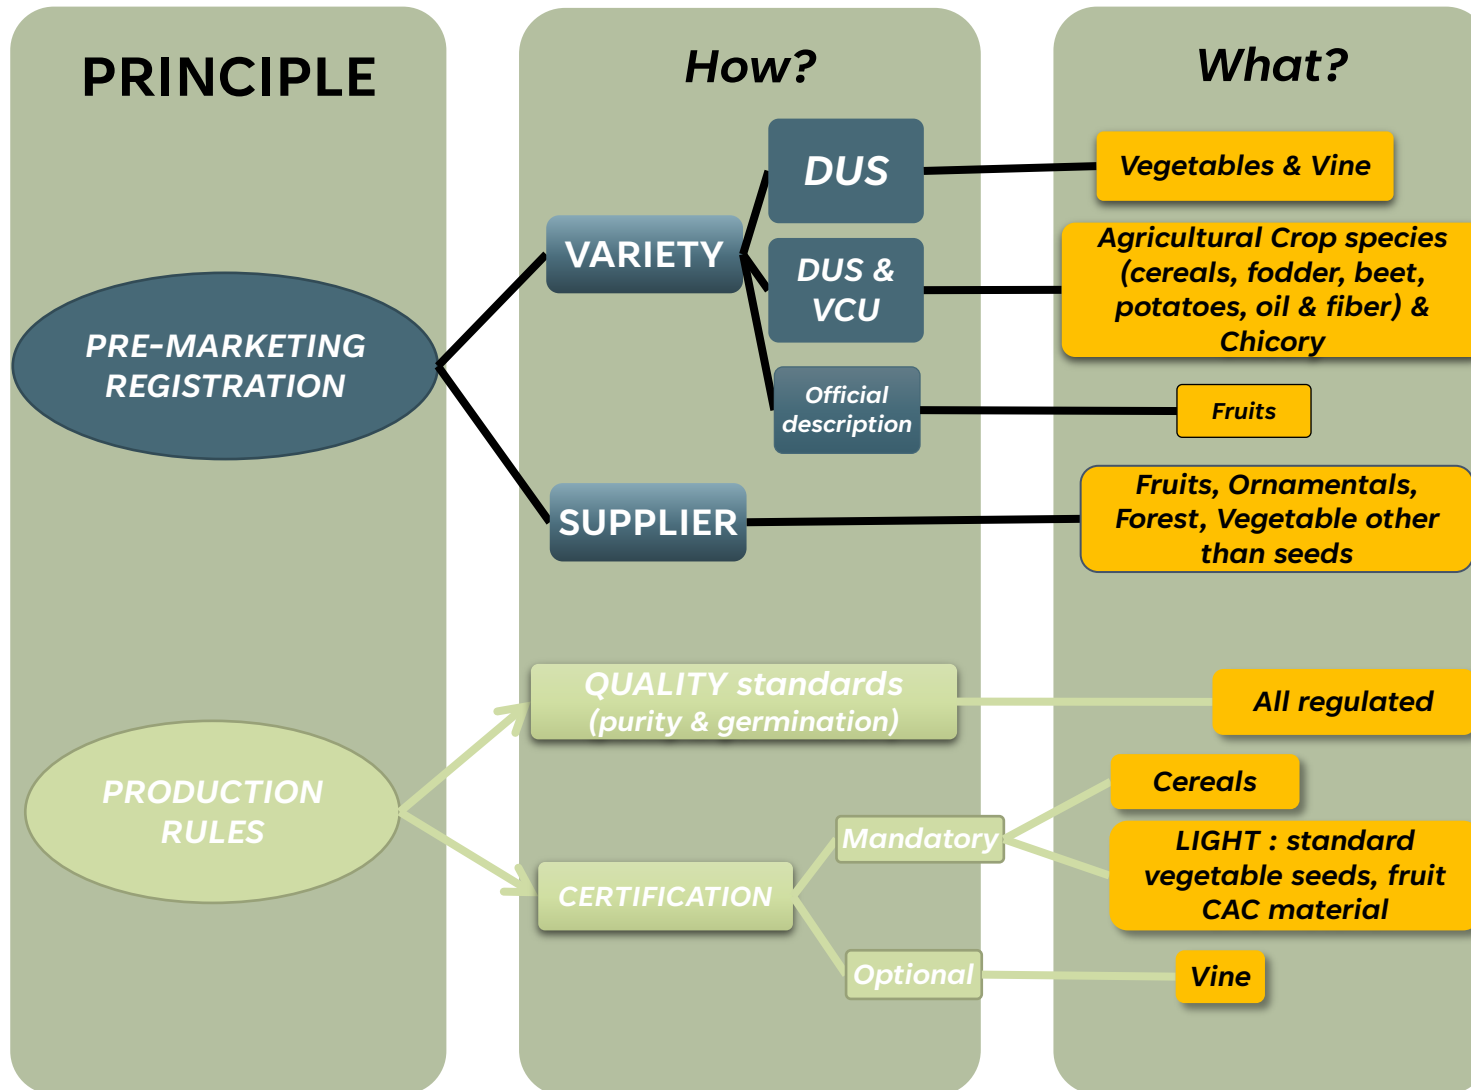 PRINCIPLE
How?
What?
PRE-MARKETING
REGISTRATION
VARIETY
DUS
Vegetables & Vine
DUS &
VCU
Agricultural Crop species
(cereals, fodder, beet,
potatoes, oil & fiber) &
Chicory
Official
description
Fruits
SUPPLIER
Fruits, Ornamentals,
Forest, Vegetable other
than seeds
PRODUCTION
RULES
QUALITY standards
(purity & germination)
All regulated
CERTIFICATION
Mandatory
Cereals
LIGHT : standard
vegetable seeds, fruit
CAC material
Optional
Vine